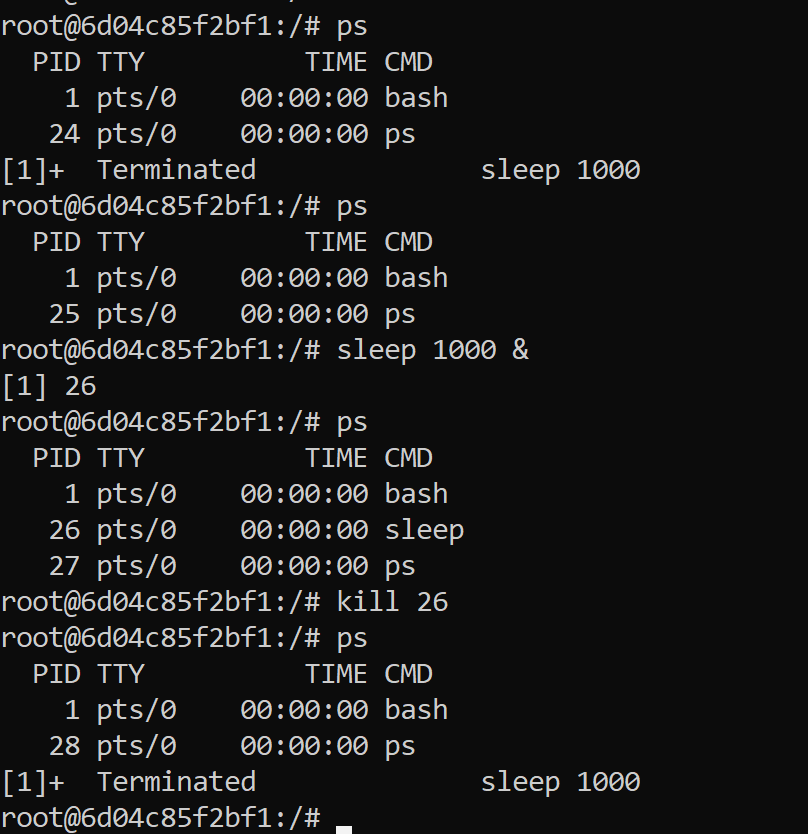 root@6d04c85f2bf1:/# ps
  PID TTY          TIME CMD
    1 pts/0    00:00:00 bash
   24 pts/0    00:00:00 ps
[1]+  Terminated              sleep 1000
root@6d04c85f2bf1:/# ps
  PID TTY          TIME CMD
    1 pts/0    00:00:00 bash
   25 pts/0    00:00:00 ps
root@6d04c85f2bf1:/# sleep 1000 &
[1] 26
root@6d04c85f2bf1:/# ps
  PID TTY          TIME CMD
    1 pts/0    00:00:00 bash
   26 pts/0    00:00:00 sleep
   27 pts/0    00:00:00 ps
root@6d04c85f2bf1:/# kill 26
root@6d04c85f2bf1:/# ps
  PID TTY          TIME CMD
    1 pts/0    00:00:00 bash
   28 pts/0    00:00:00 ps
[1]+  Terminated              sleep 1000
root@6d04c85f2bf1:/#